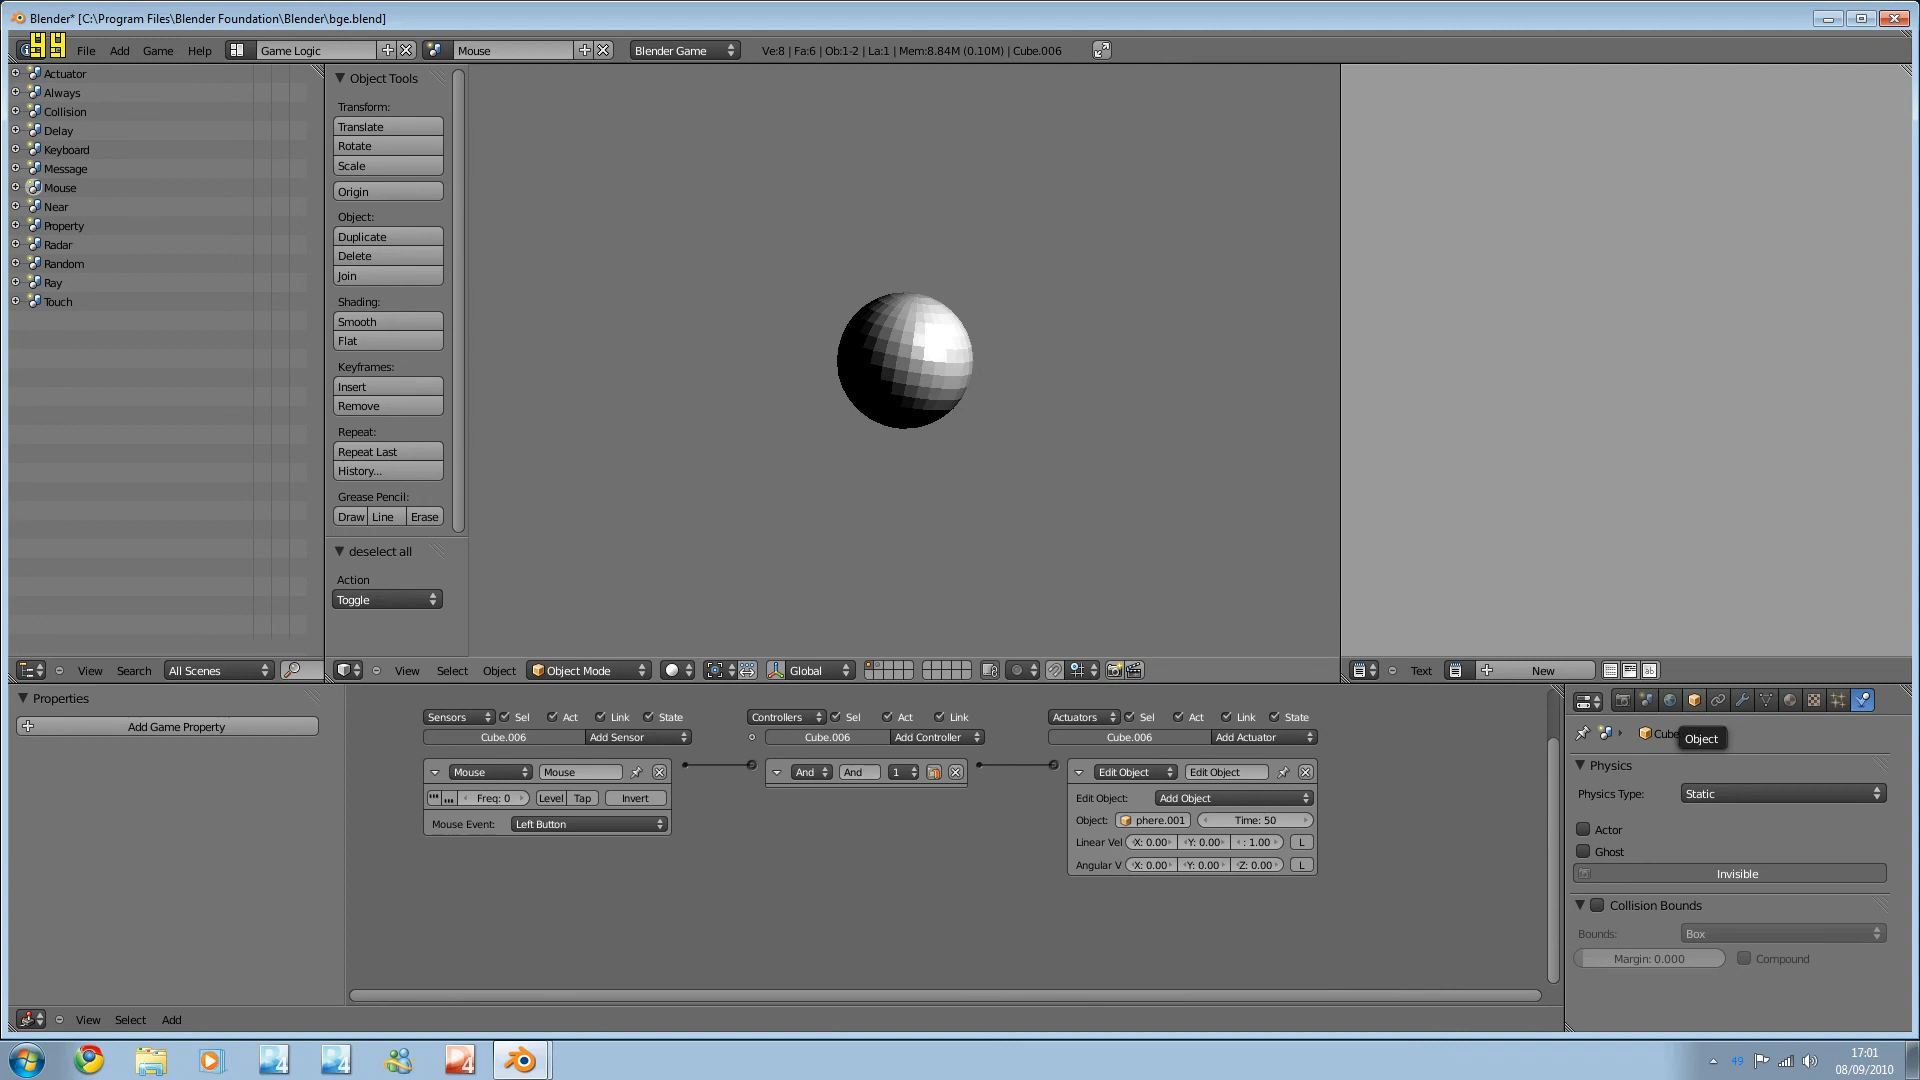 Blender* [C:\Program Files\Blender Foundation\Blender\bge.blend]
99 File Add Game Help Game Logic Mouse Blender Game Ve:8 | Fa:6 | Ob:1-2 | La:1 | Mem:8.84M (0.10M) | Cube.006
Actuator
Always
Collision
Delay
Keyboard
Message
Mouse
Near
Property
Radar
Random
Ray
Touch
View Search All Scenes
Object Tools
Transform:
Translate
Rotate
Scale
Origin
Object:
Duplicate
Delete
Join
Shading:
Smooth
Flat
Keyframes:
Insert
Remove
Repeat:
Repeat Last
History...
Grease Pencil:
Draw Line Erase
deselect all
Action
Toggle
View Select Object Object Mode Global
Text New
Properties
Add Game Property
Sensors Sel Act Link State
Cube.006 Add Sensor
Mouse Mouse
Freq: 0 Level Tap Invert
Mouse Event: Left Button
Controllers Sel Act Link
Cube.006 Add Controller
And And 1
Actuators Sel Act Link State
Cube.006 Add Actuator
Edit Object Edit Object
Edit Object: Add Object
Object: phere.001 Time: 50
Linear Vel X: 0.00 Y: 0.00 : 1.00 L
Angular V X: 0.00 Y: 0.00 Z: 0.00 L
Cube
Object
Physics
Physics Type: Static
Actor
Ghost
Invisible
Collision Bounds
Bounds: Box
Margin: 0.000 Compound
View Select Add
49
17:01
08/09/2010